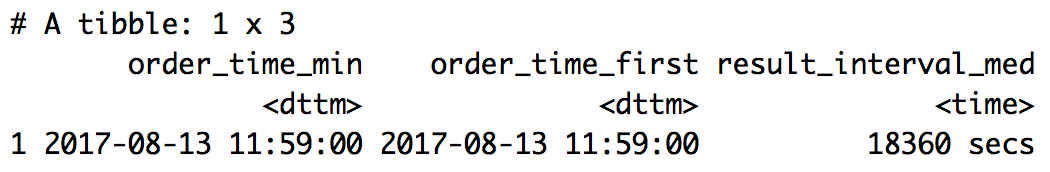 # A tibble: 1 x 3
order_time_min order_time_first result_interval_med
<dttm> <dttm> <time>
1 2017-08-13 11:59:00 2017-08-13 11:59:00 18360 secs